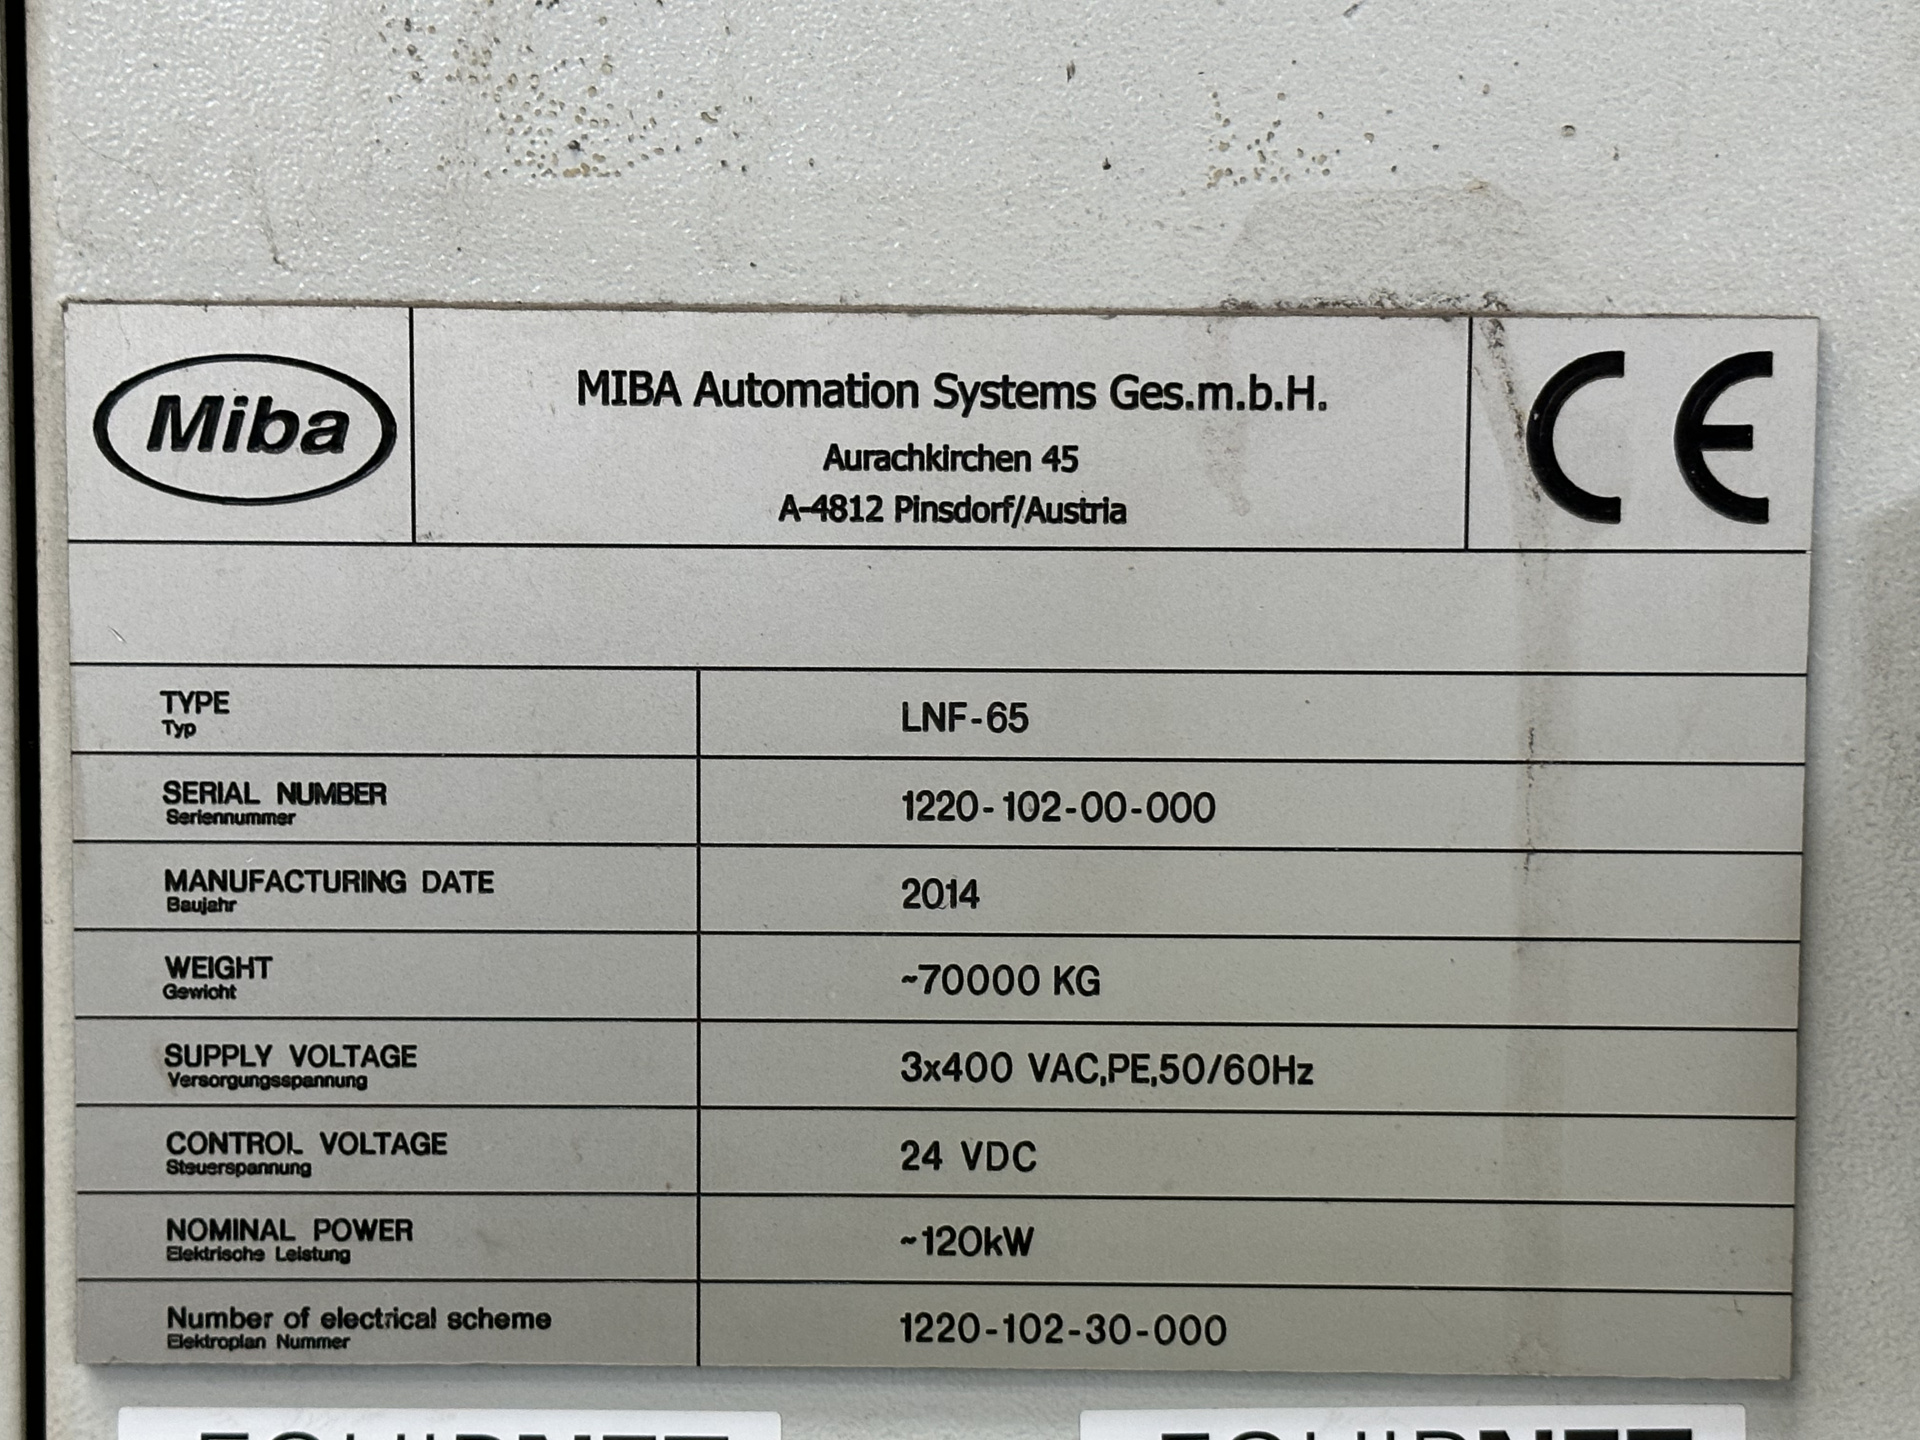 Miba
MIBA Automation Systems Ges.m.b.H.
Aurachkirchen 45
A-4812 Pinsdorf/Austria
CE
TYPE
Typ
LNF-65
SERIAL NUMBER
Seriennummer
1220-102-00-000
MANUFACTURING DATE
Baujahr
2014
WEIGHT
Gewicht
~70000 KG
SUPPLY VOLTAGE
Versorgungsspannung
3x400 VAC,PE,50/60Hz
CONTROL VOLTAGE
Steuerspannung
24 VDC
NOMINAL POWER
Elektrische Leistung
~120kW
Number of electrical scheme
Elektroplan Nummer
1220-102-30-000